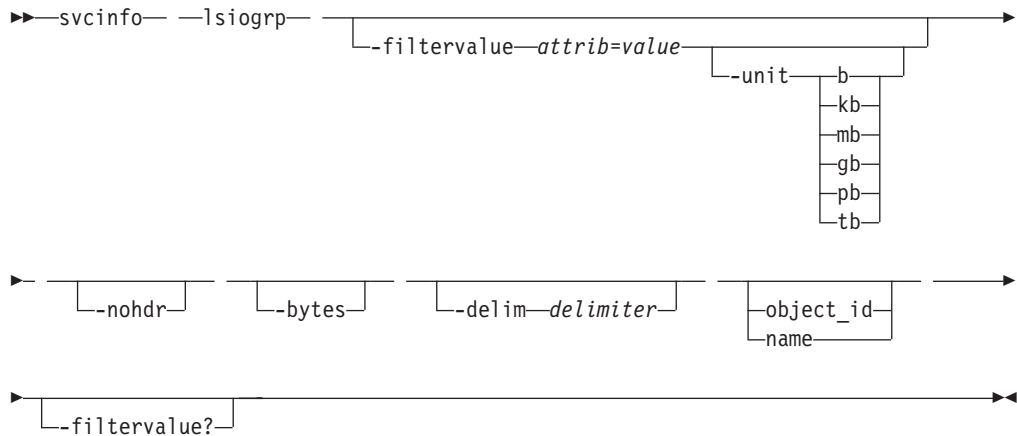 svcinfo lsiogrp
-filtervalue attrib=value
-unit b
kb
mb
gb
pb
tb
-nohdr -bytes -delim delimiter object_id
name
-filtervalue?